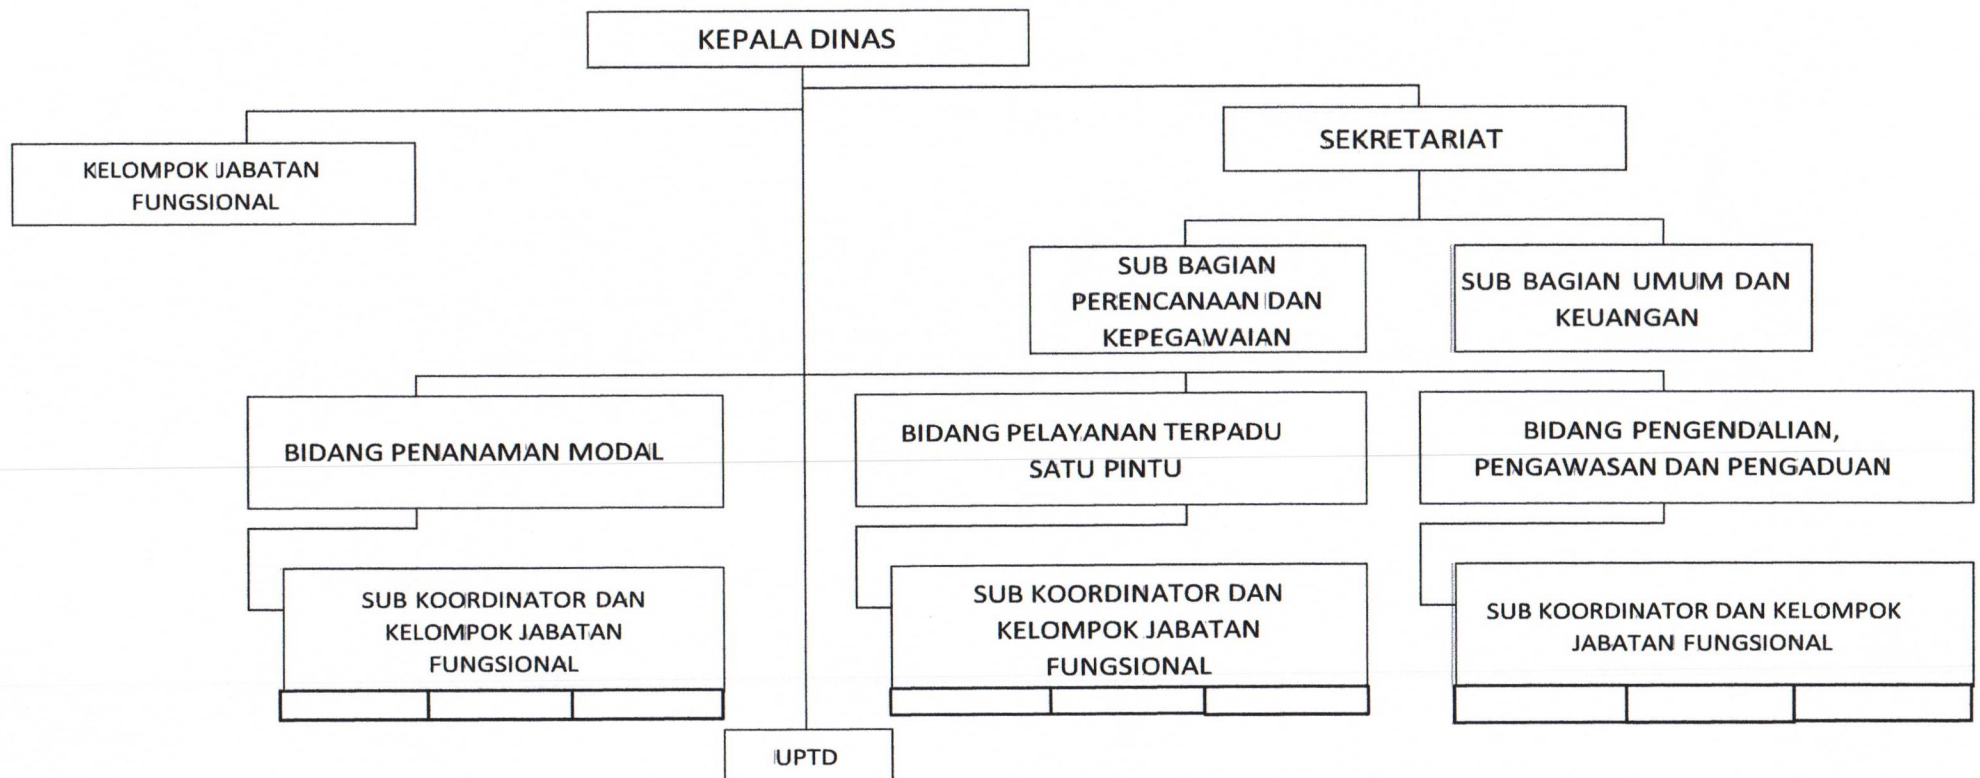 KEPALA DINAS
SEKRETARIAT
KELOMPOK JABATAN
FUNGSIONAL
SUB BAGIAN
PERENCANAAN DAN
KEPEGAWAIAN
SUB BAGIAN UMUM DAN
KEUANGAN
BIDANG PENANAMAN MODAL
BIDANG PELAYANAN TERPADU
SATU PINTU
BIDANG PENGENDALIAN,
PENGAWASAN DAN PENGADUAN
SUB KOORDINATOR DAN
KELOMPOK JABATAN
FUNGSIONAL
SUB KOORDINATOR DAN
KELOMPOK JABATAN
FUNGSIONAL
SUB KOORDINATOR DAN KELOMPOK
JABATAN FUNGSIONAL
UPTD